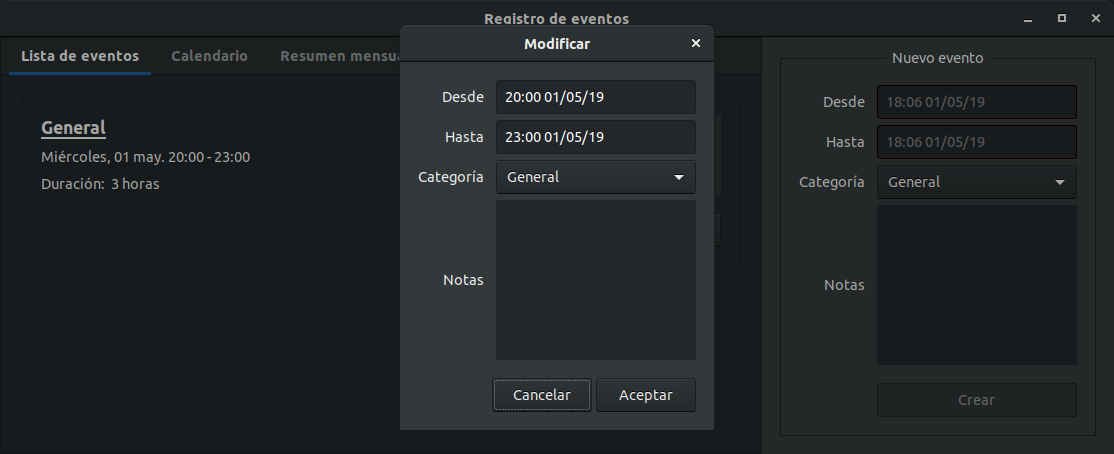 Registro de eventos
Lista de eventos
Calendario
Resumen mensua
General
Miércoles, 01 may. 20:00 - 23:00
Duración: 3 horas
Modificar
Desde
20:00 01/05/19
Hasta
23:00 01/05/19
Categoría
General
Notas
Cancelar
Aceptar
Nuevo evento
Desde
18:06 01/05/19
Hasta
18:06 01/05/19
Categoría
General
Notas
Crear